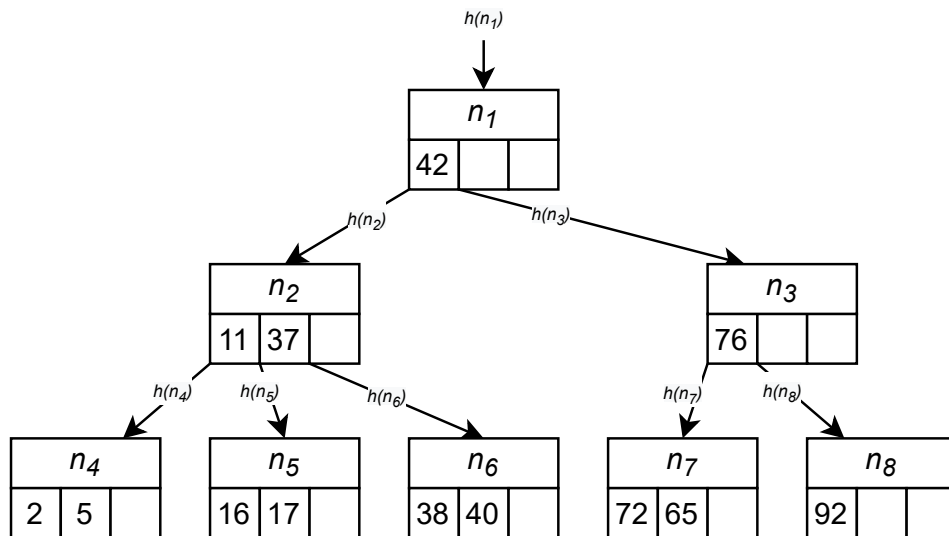 h(n₁)
n₁
42
h(n₂)
h(n₃)
n₂
n₃
11 37
76
h(n₄)
h(n₅)
h(n₆)
h(n₇)
h(n₈)
n₄
n₅
n₆
n₇
n₈
2 5
16 17
38 40
72 65
92